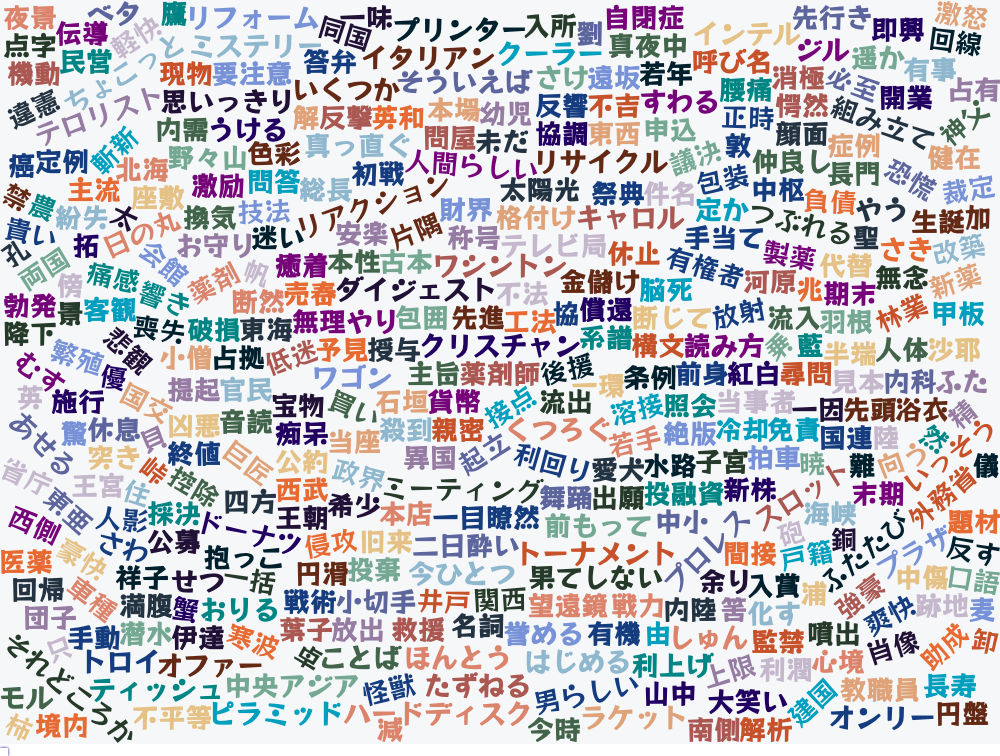 夜景 ベタ 鷹 リフォーム 同国 一味 プリンター 入所 劉 自閉症 インテル 先行き 即興 激怒
点字 伝導 軽快 と ミステリー 答弁 イタリアン クーラー 真夜中 呼び名 ジル 遥か 回線
機動 民営 ちょこっと 現物 要注意 いくつか そういえば さけ 遠坂 若年 腰痛 消極 必至 有事 開業 占有
違憲 テロリスト 思いっきり 解 反撃 英和 本場 幼児 反響 不吉 すわる 正時 愕然 組み立て 神父
内需 うける 真っ直ぐ 問屋 未だ 協調 東西 申込 敦 顔面 症例 健在
癌 定例 斬新 北海 野々山 色彩 初戦 人間らしい リサイクル 議決 包装 仲良し 長門 恐慌 裁定
禁 農 主流 座敷 激励 問答 総長 リアクション 太陽光 祭典 件名 中枢 負債 やう 生誕 加
貴い 紛失 太 日の丸 換気 技法 安楽 片隅 財界 格付け キャロル 定か つぶれる 聖
孔 両国 拓 会館 お守り 迷い 称号 テレビ局 休止 手当て 製薬 代替 さき 改築
傍 痛感 響き 薬剤 帆 癒着 本性 古本 ワシントン 金儲け 有権者 河原 兆 期末 無念 新薬
勃発 景 客観 断然 売春 ダイジェスト 不法 協 償還 脳死 断じて 放射 流入 羽根 林業 甲板
降下 悲観 喪失 破損 東海 無理やり 包囲 先進 工法 系譜 構文 読み方 衆 藍 半端 人体 沙耶
むす 繁殖 優 小僧 占拠 低迷 予見 授与 クリスチャン 後援 一環 条例 前身 紅白 尋問 見本 内科 ふた
英 施行 国交 提起 官民 ワゴン 主旨 薬剤師 接点 流出 溶接 照会 当事者 一因 先頭 浴衣 積
あせる 驚 休息 目 凶悪 音読 宝物 買い 石垣 貨幣 痴呆 当座 殺到 親密 くつろぐ 若手 絶版 冷却 免責 国連 陸 然 いっそう
省庁 突き 峠 終値 巨匠 公約 政界 異国 起立 利回り 愛犬 水路 子宮 拍車 暁 難 向う 儀
東亜 王宮 住 控除 四方 西武 希少 ミーティング 舞踊 出願 投融資 新株 スロット 末期 外務省
西側 人影 採決 ドーナツ 王朝 本店 一目瞭然 前もって 中小 プロレス 砲 海峡 銅 ふたたび 題材
医薬 豪快 さわ 公募 抱っこ 侵攻 旧来 二日酔い トーナメント 間接 戸籍 プラザ 反す
回帰 車種 祥子 せつ 一括 円滑 投棄 今ひとつ 果てしない 余り 入賞 浦 強豪 中傷 口語
団子 満腹 蟹 おりる 戦術 小切手 井戸 関西 望遠鏡 戦力 内陸 筈 化す 爽快 跡地 妻
只 手動 潜水 伊達 寒波 葉子 放出 救援 名詞 誉める 有機 由 しゅん 監禁 噴出 肖像 助成 卸
それどころか トロイ オファー 卓 ことば ほんとう はじめる 利上げ 上限 利潤 心境
モル ティッシュ 中央アジア 怪獣 たずねる 男らしい 山中 大笑い 建国 教職員 長寿
柿 境内 不平等 ピラミッド ハードディスク 減 今時 ラケット 南側 解析 オンリー 円盤